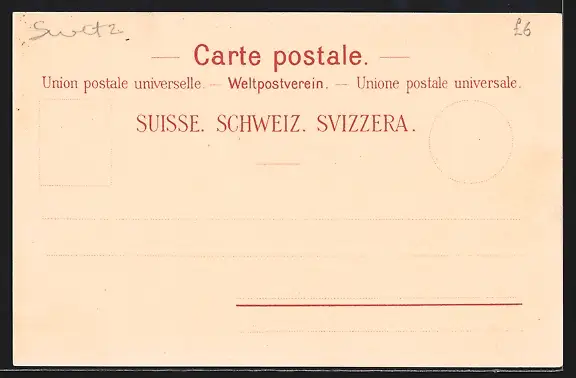 Switz £6
— Carte postale. —
Union postale universelle. — Weltpostverein. — Unione postale universale.
SUISSE. SCHWEIZ. SVIZZERA.